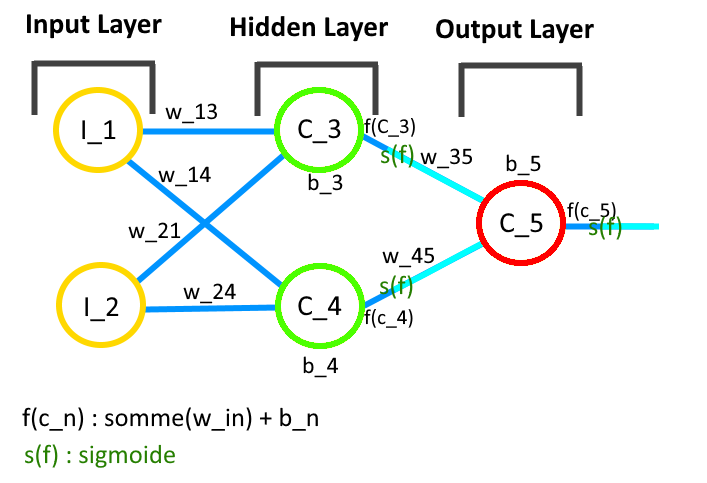 Input Layer
Hidden Layer
Output Layer
I_1
w_13
C_3
f(C_3)
s(f)
w_35
w_14
b_3
b_5
w_21
C_5
f(c_5)
s(f)
I_2
w_24
C_4
w_45
s(f)
f(c_4)
b_4
f(c_n) : somme(w_in) + b_n
s(f) : sigmoide